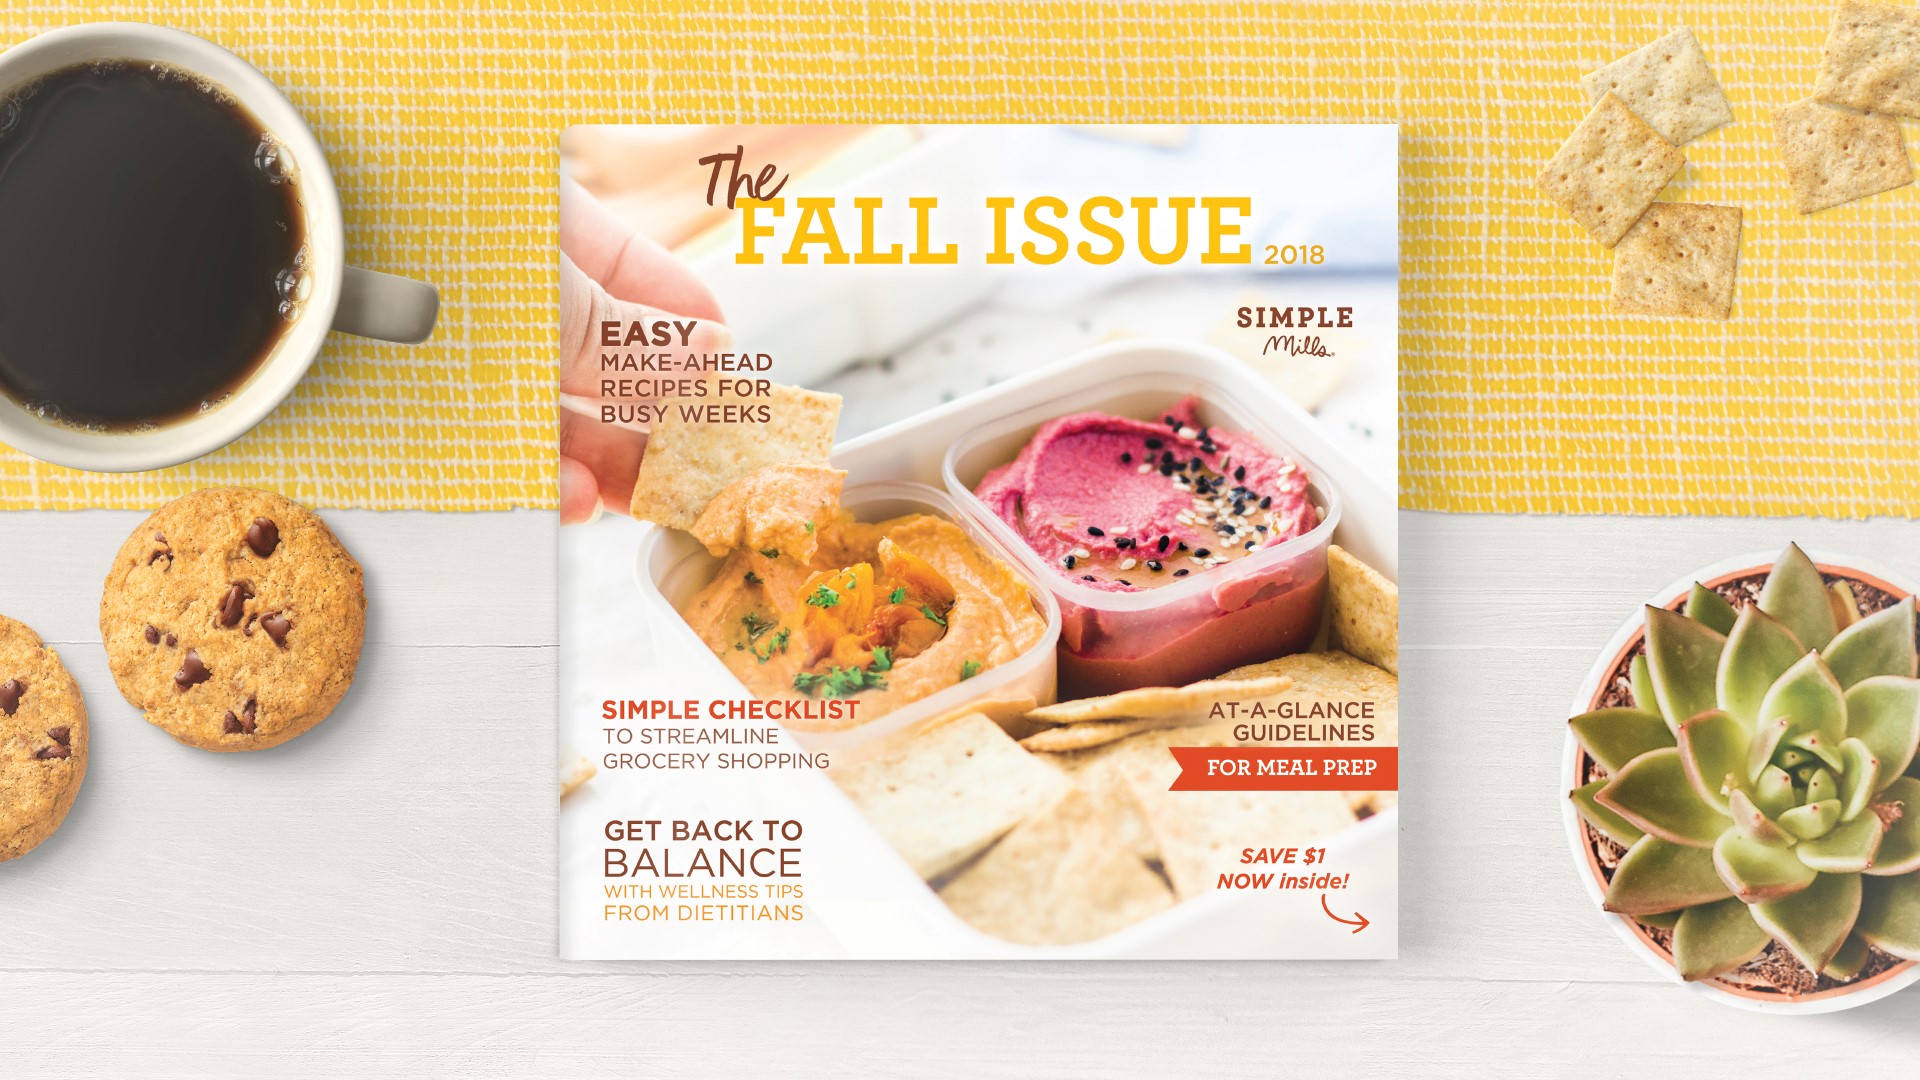 The
FALL ISSUE 2018
SIMPLE
Mills®
EASY
MAKE-AHEAD
RECIPES FOR
BUSY WEEKS
SIMPLE CHECKLIST
TO STREAMLINE
GROCERY SHOPPING
AT-A-GLANCE
GUIDELINES
FOR MEAL PREP
GET BACK TO
BALANCE
WITH WELLNESS TIPS
FROM DIETITIANS
SAVE $1
NOW inside!